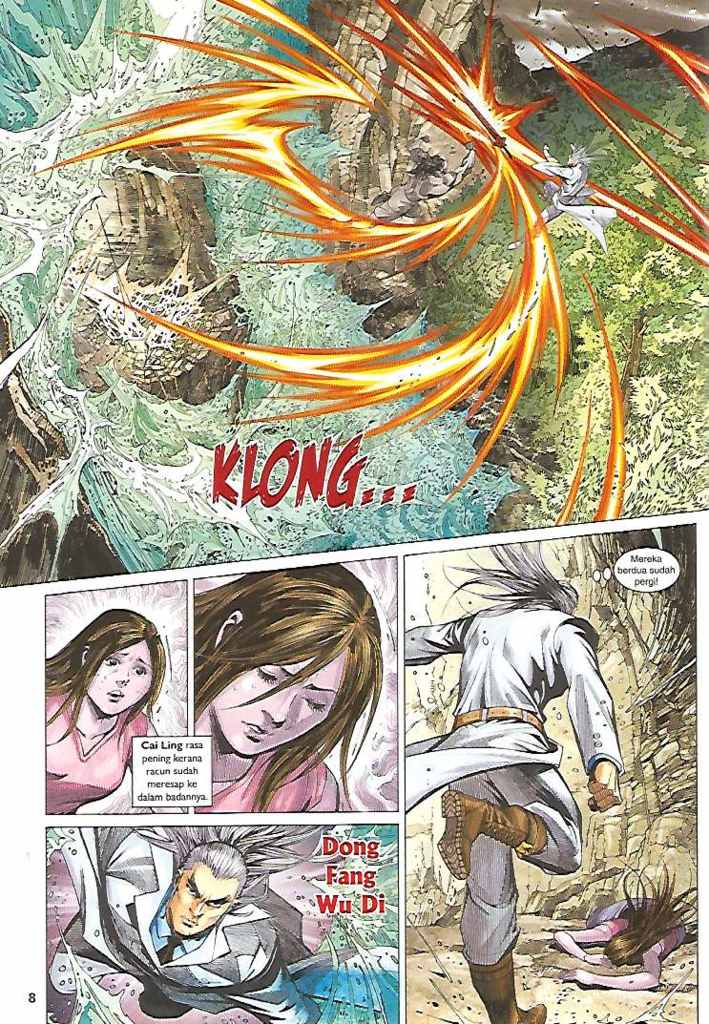 KLONG...
Cai Ling rasa
pening kerana
racun sudah
meresap ke
dalam badannya.
Mereka
berdua sudah
pergi!
Dong
Fang
Wu Di
8